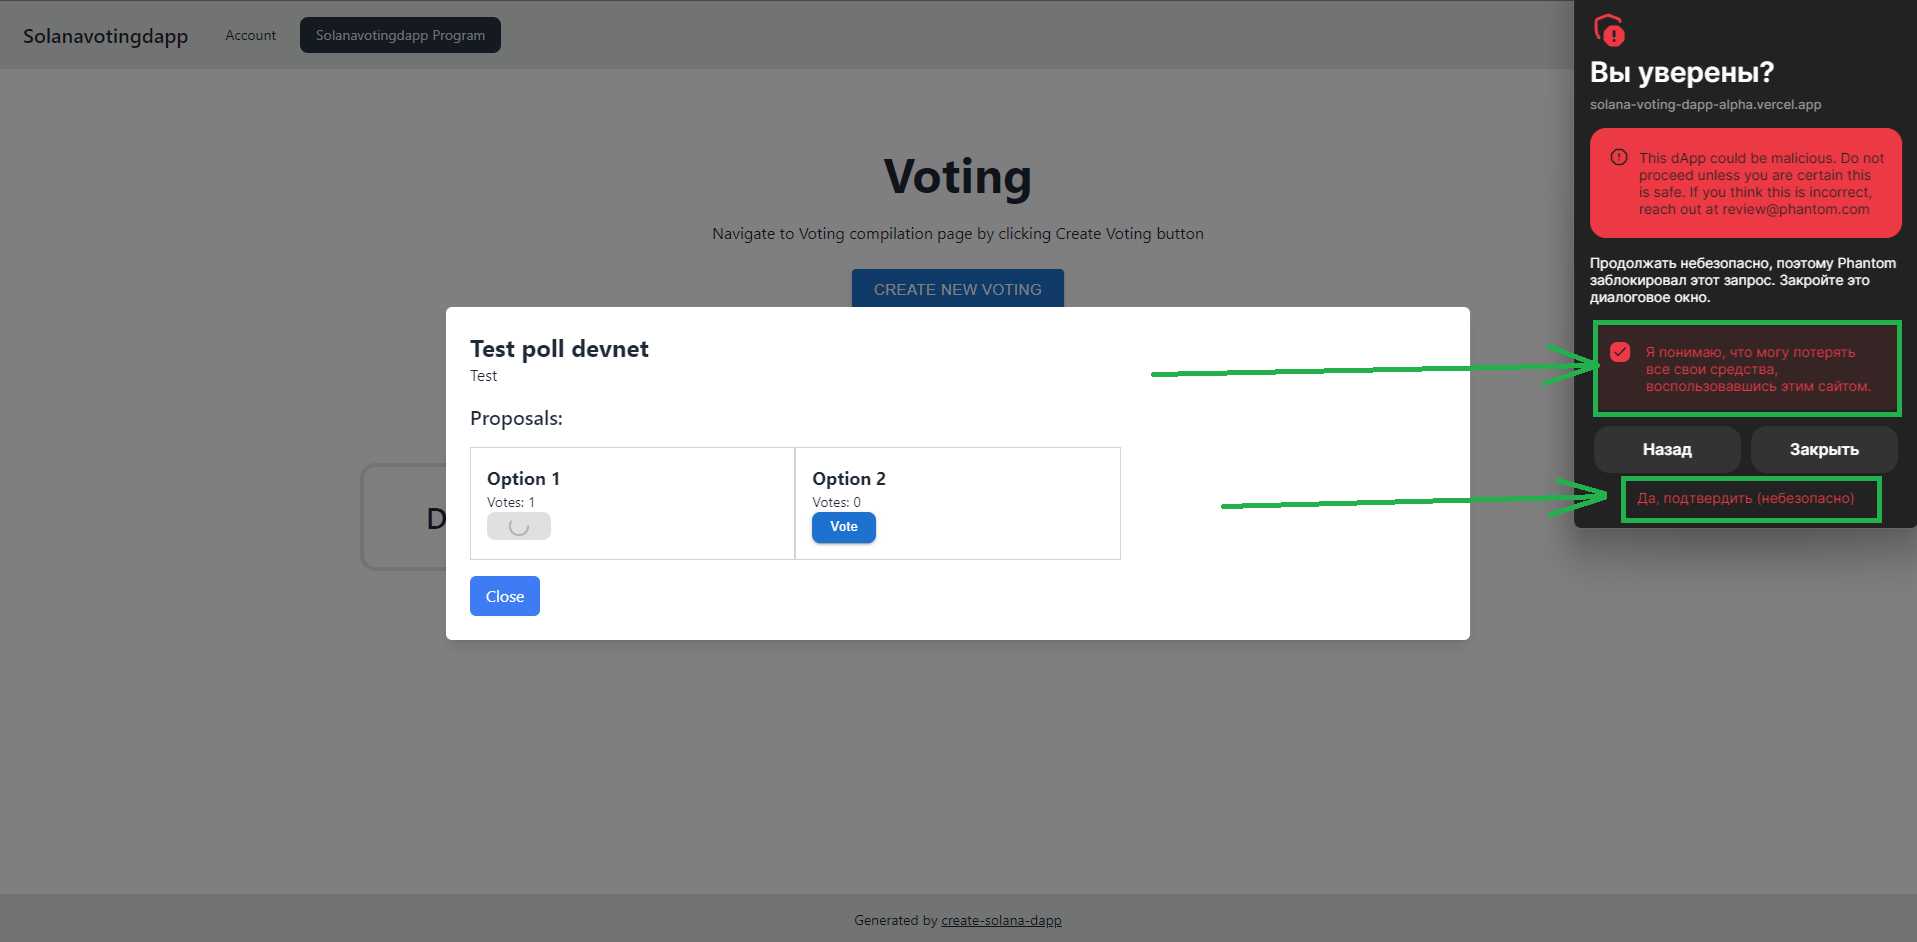 Solanavotingdapp
Account
Solanavotingdapp Program
Voting
Navigate to Voting compilation page by clicking Create Voting button
CREATE NEW VOTING
D
Test poll devnet
Test
Proposals:
Option 1
Votes: 1
Option 2
Votes: 0
Vote
Close
Generated by create-solana-dapp
Вы уверены?
solana-voting-dapp-alpha.vercel.app
This dApp could be malicious. Do not
proceed unless you are certain this
is safe. If you think this is incorrect,
reach out at review@phantom.com
Продолжать небезопасно, поэтому Phantom
заблокировал этот запрос. Закройте это
диалоговое окно.
Я понимаю, что могу потерять
все свои средства,
воспользовавшись этим сайтом.
Назад
Закрыть
Да, подтвердить (небезопасно)